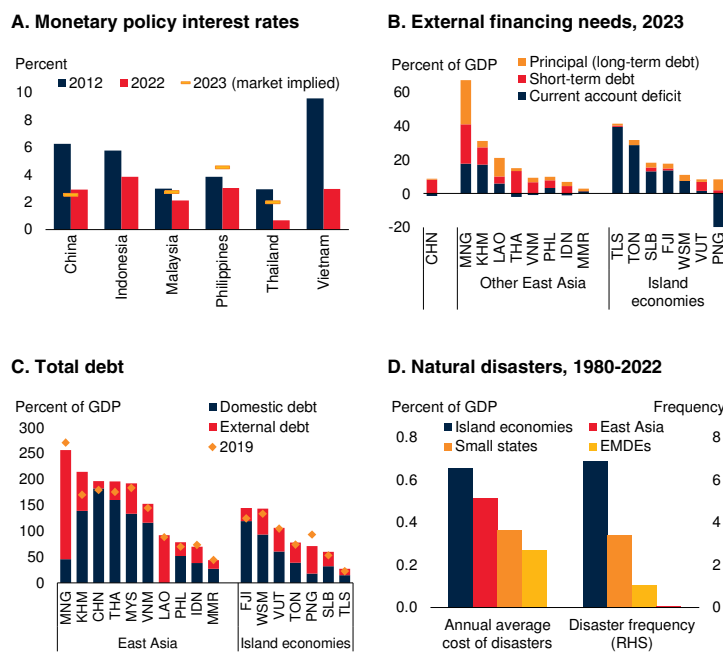 A. Monetary policy interest rates
Percent
2012 2022 2023 (market implied)
10
8
6
4
2
0
China
Indonesia
Malaysia
Philippines
Thailand
Vietnam
B. External financing needs, 2023
Percent of GDP
Principal (long-term debt)
Short-term debt
Current account deficit
60
40
20
0
-20
CHN
MNG
KHM
LAO
THA
VNM
PHL
IDN
MMR
TLS
TON
SLB
FJI
WSM
VUT
PNG
Other East Asia
Island
economies
C. Total debt
Percent of GDP
Domestic debt
External debt
2019
300
250
200
150
100
50
0
MNG
KHM
CHN
THA
MYS
VNM
LAO
PHL
IDN
MMR
FJI
WSM
VUT
TON
PNG
SLB
TLS
East Asia
Island economies
D. Natural disasters, 1980-2022
Percent of GDP
Frequency
Island economies
East Asia
Small states
EMDEs
0.8
0.6
0.4
0.2
0.0
8
6
4
2
0
Annual average
cost of disasters
Disaster frequency
(RHS)